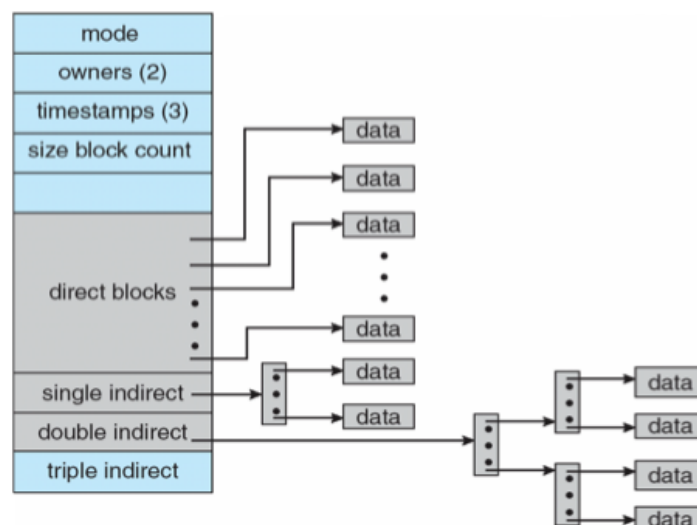 mode
owners (2)
timestamps (3)
size block count
data
data
data
direct blocks
data
data
single indirect
data
double indirect
triple indirect
data
data
data
data